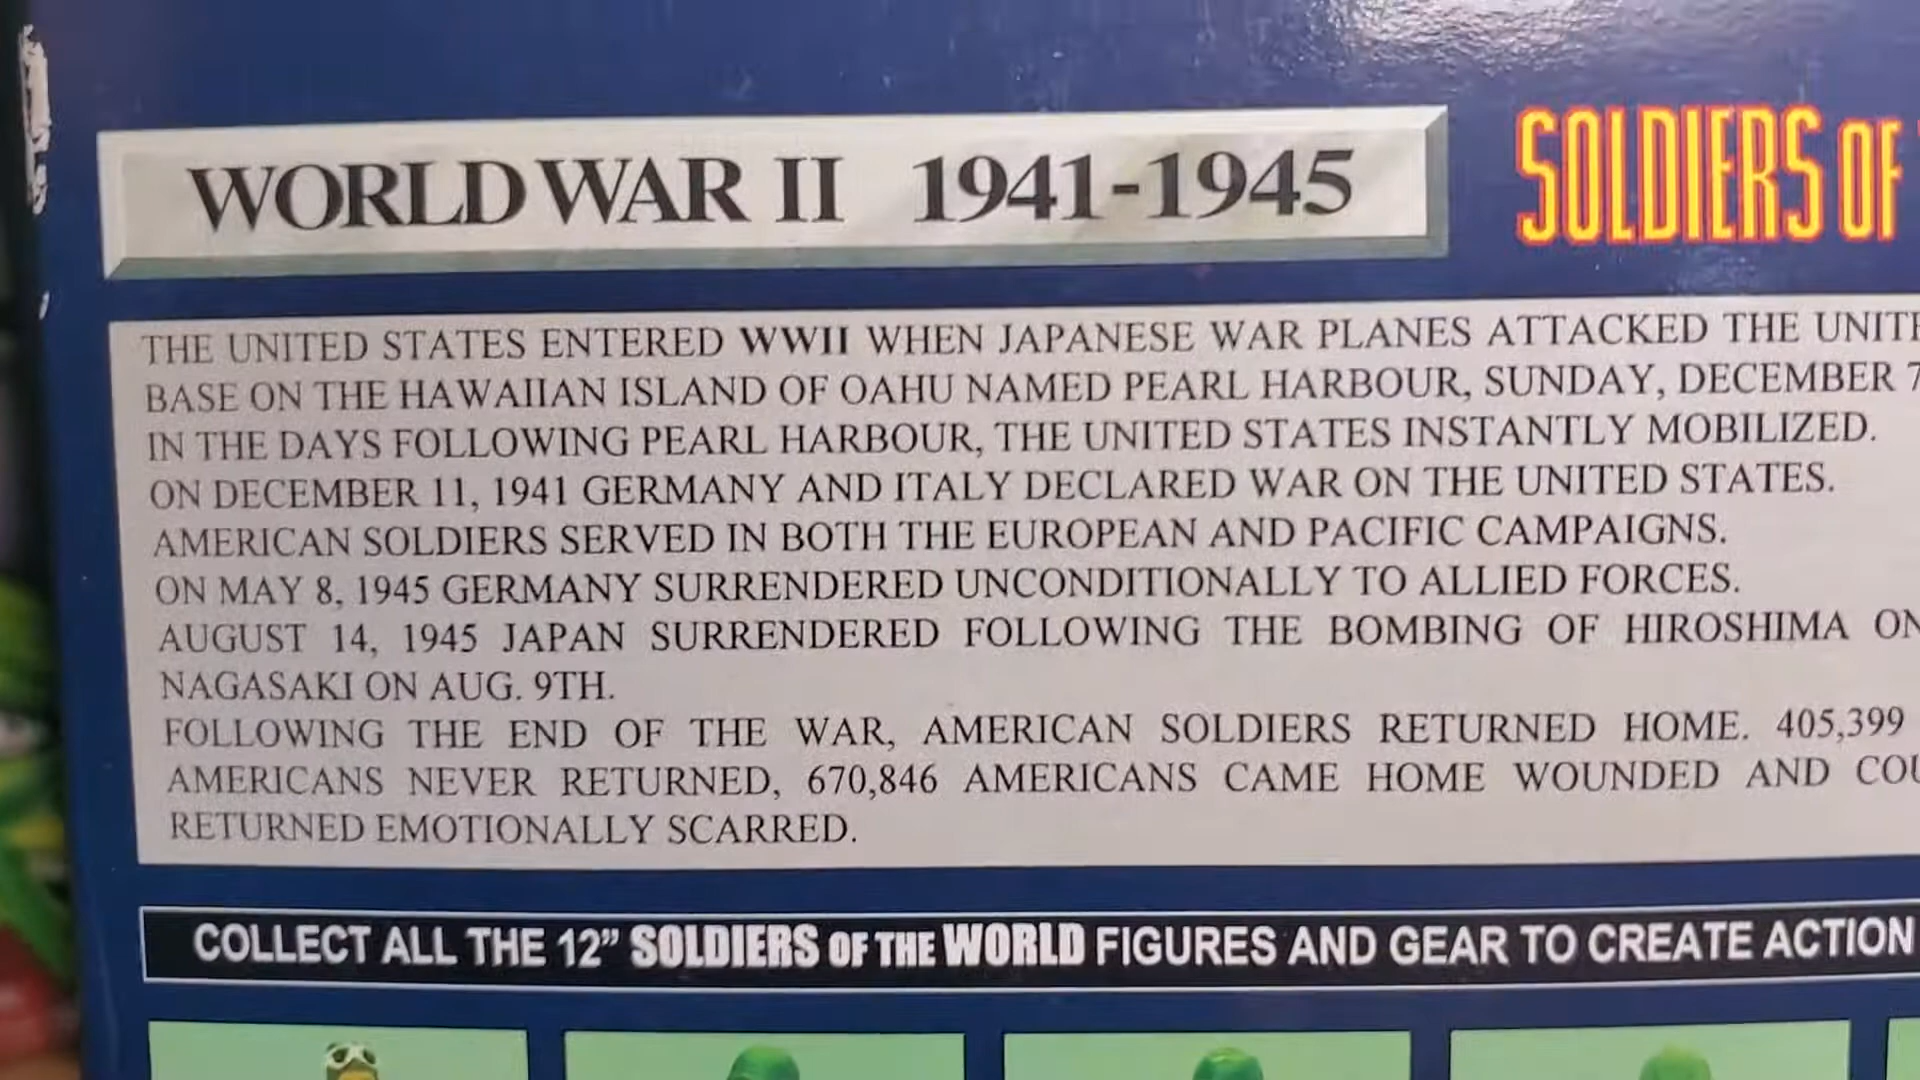 WORLD WAR II 1941-1945
SOLDIERS OF
THE UNITED STATES ENTERED WWII WHEN JAPANESE WAR PLANES ATTACKED THE
BASE ON THE HAWAIIAN ISLAND OF OAHU NAMED PEARL HARBOUR, SUNDAY, DECEMBER 7
IN THE DAYS FOLLOWING PEARL HARBOUR, THE UNITED STATES INSTANTLY MOBILIZED.
ON DECEMBER 11, 1941 GERMANY AND ITALY DECLARED WAR ON THE UNITED STATES.
AMERICAN SOLDIERS SERVED IN BOTH THE EUROPEAN AND PACIFIC CAMPAIGNS.
ON MAY 8, 1945 GERMANY SURRENDERED UNCONDITIONALLY TO ALLIED FORCES.
AUGUST 14, 1945 JAPAN SURRENDERED FOLLOWING THE BOMBING OF HIROSHIMA ON
NAGASAKI ON AUG. 9TH.
FOLLOWING THE END OF THE WAR, AMERICAN SOLDIERS RETURNED HOME. 405,399
AMERICANS NEVER RETURNED, 670,846 AMERICANS CAME HOME WOUNDED AND
RETURNED EMOTIONALLY SCARRED.
COLLECT ALL THE 12” SOLDIERS OF THE WORLD FIGURES AND GEAR TO CREATE ACTION